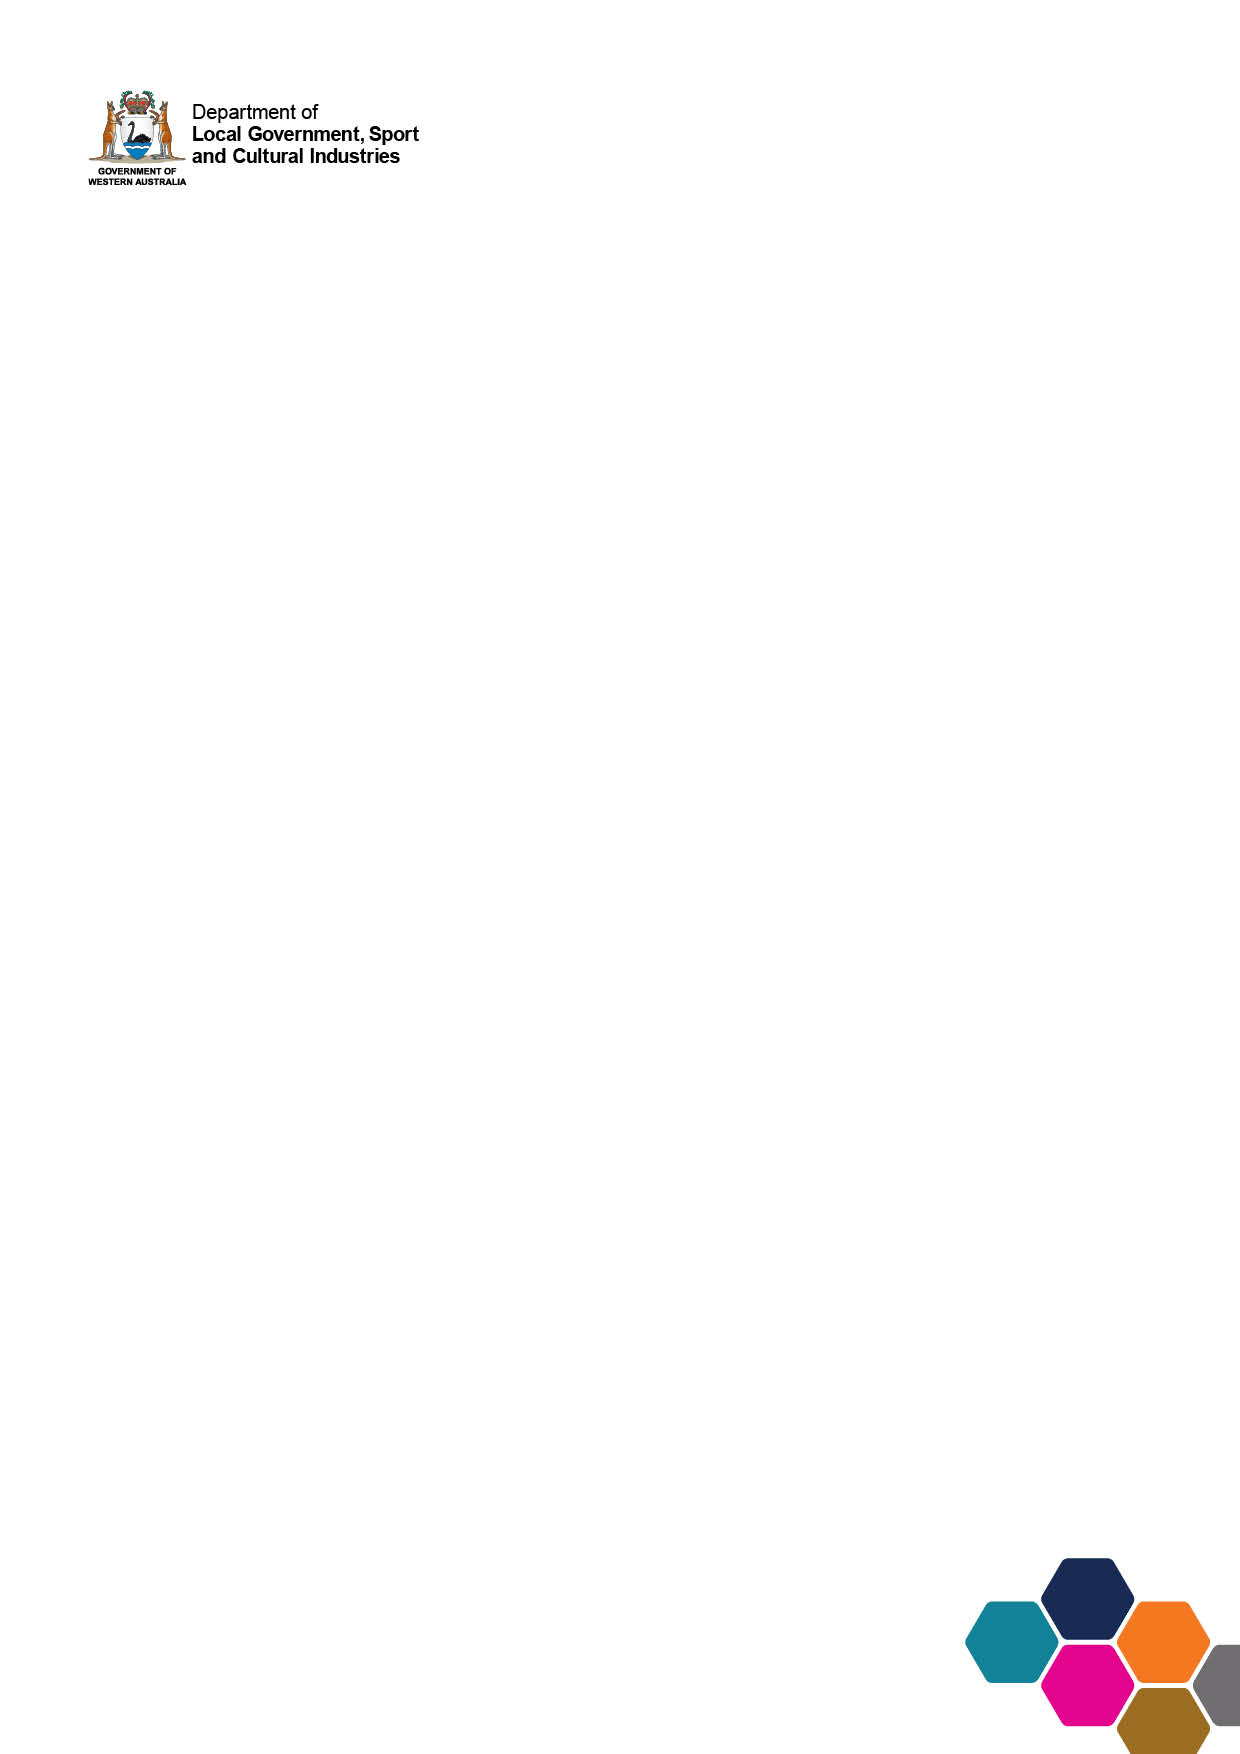 Department of
Local Government, Sport
and Cultural Industries
GOVERNMENT OF
WESTERN AUSTRALIA